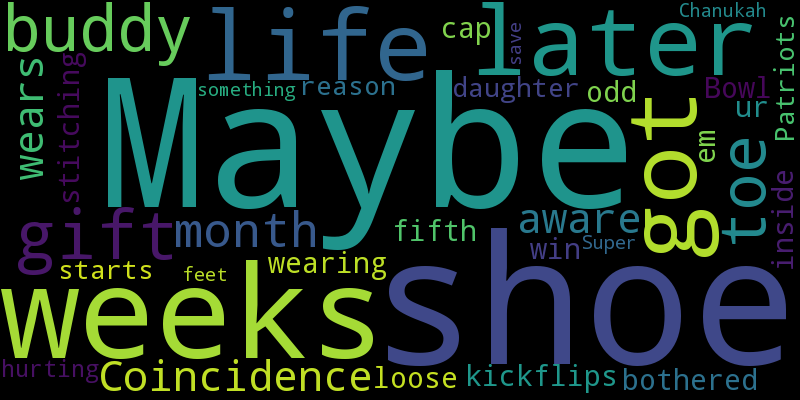 buddy
life
cap
later
save
Chanukah
Patriots
wears
stitching
something
reason
daughter
odd
Bowl
ur
Maybe
got
em
toe
inside
gift
month
aware
fifth
win
Super
starts
feet
wearing
weeks
shoe
hurting
Coincidence
loose
kickflips
bothered